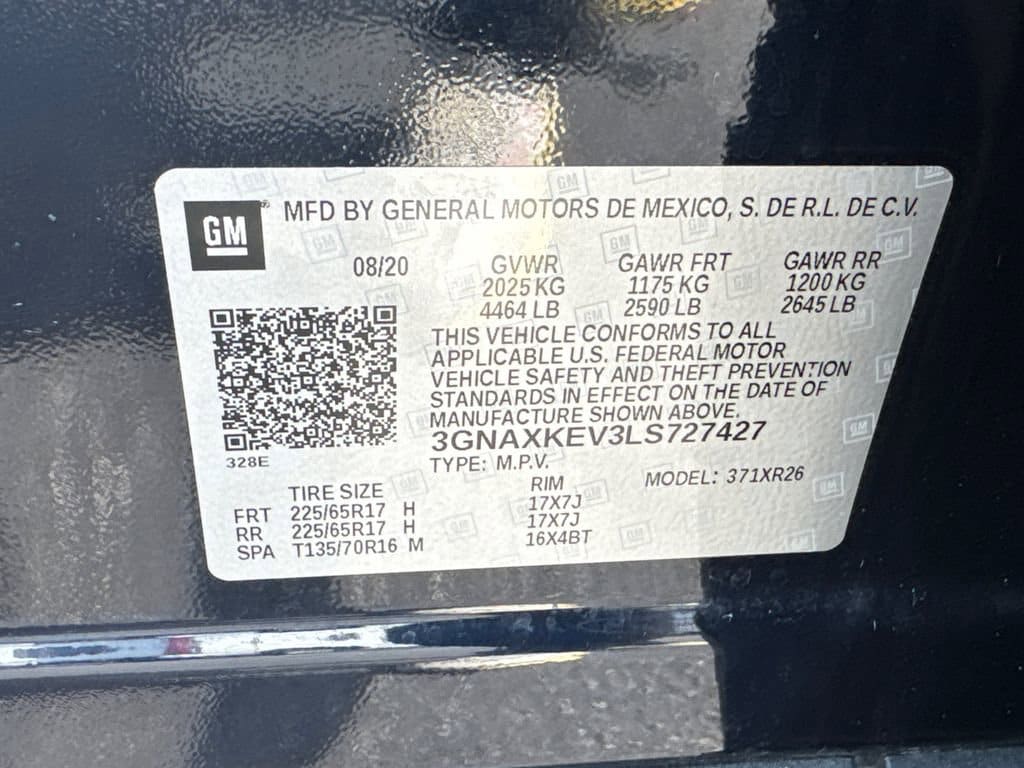 GM
MFD BY GENERAL MOTORS DE MEXICO, S. DE R.L. DE C.V.
08/20 GVWR GAWR FRT GAWR RR
2025 KG 1175 KG 1200 KG
4464 LB 2590 LB 2645 LB
THIS VEHICLE CONFORMS TO ALL
APPLICABLE U.S. FEDERAL MOTOR
VEHICLE SAFETY AND THEFT PREVENTION
STANDARDS IN EFFECT ON THE DATE OF
MANUFACTURE SHOWN ABOVE.
3GNAXKEV3LS727427
328E
TYPE: M.P.V. MODEL: 371XR26
TIRE SIZE RIM
FRT 225/65R17 H 17X7J
RR 225/65R17 H 17X7J
SPA T135/70R16 M 16X4BT